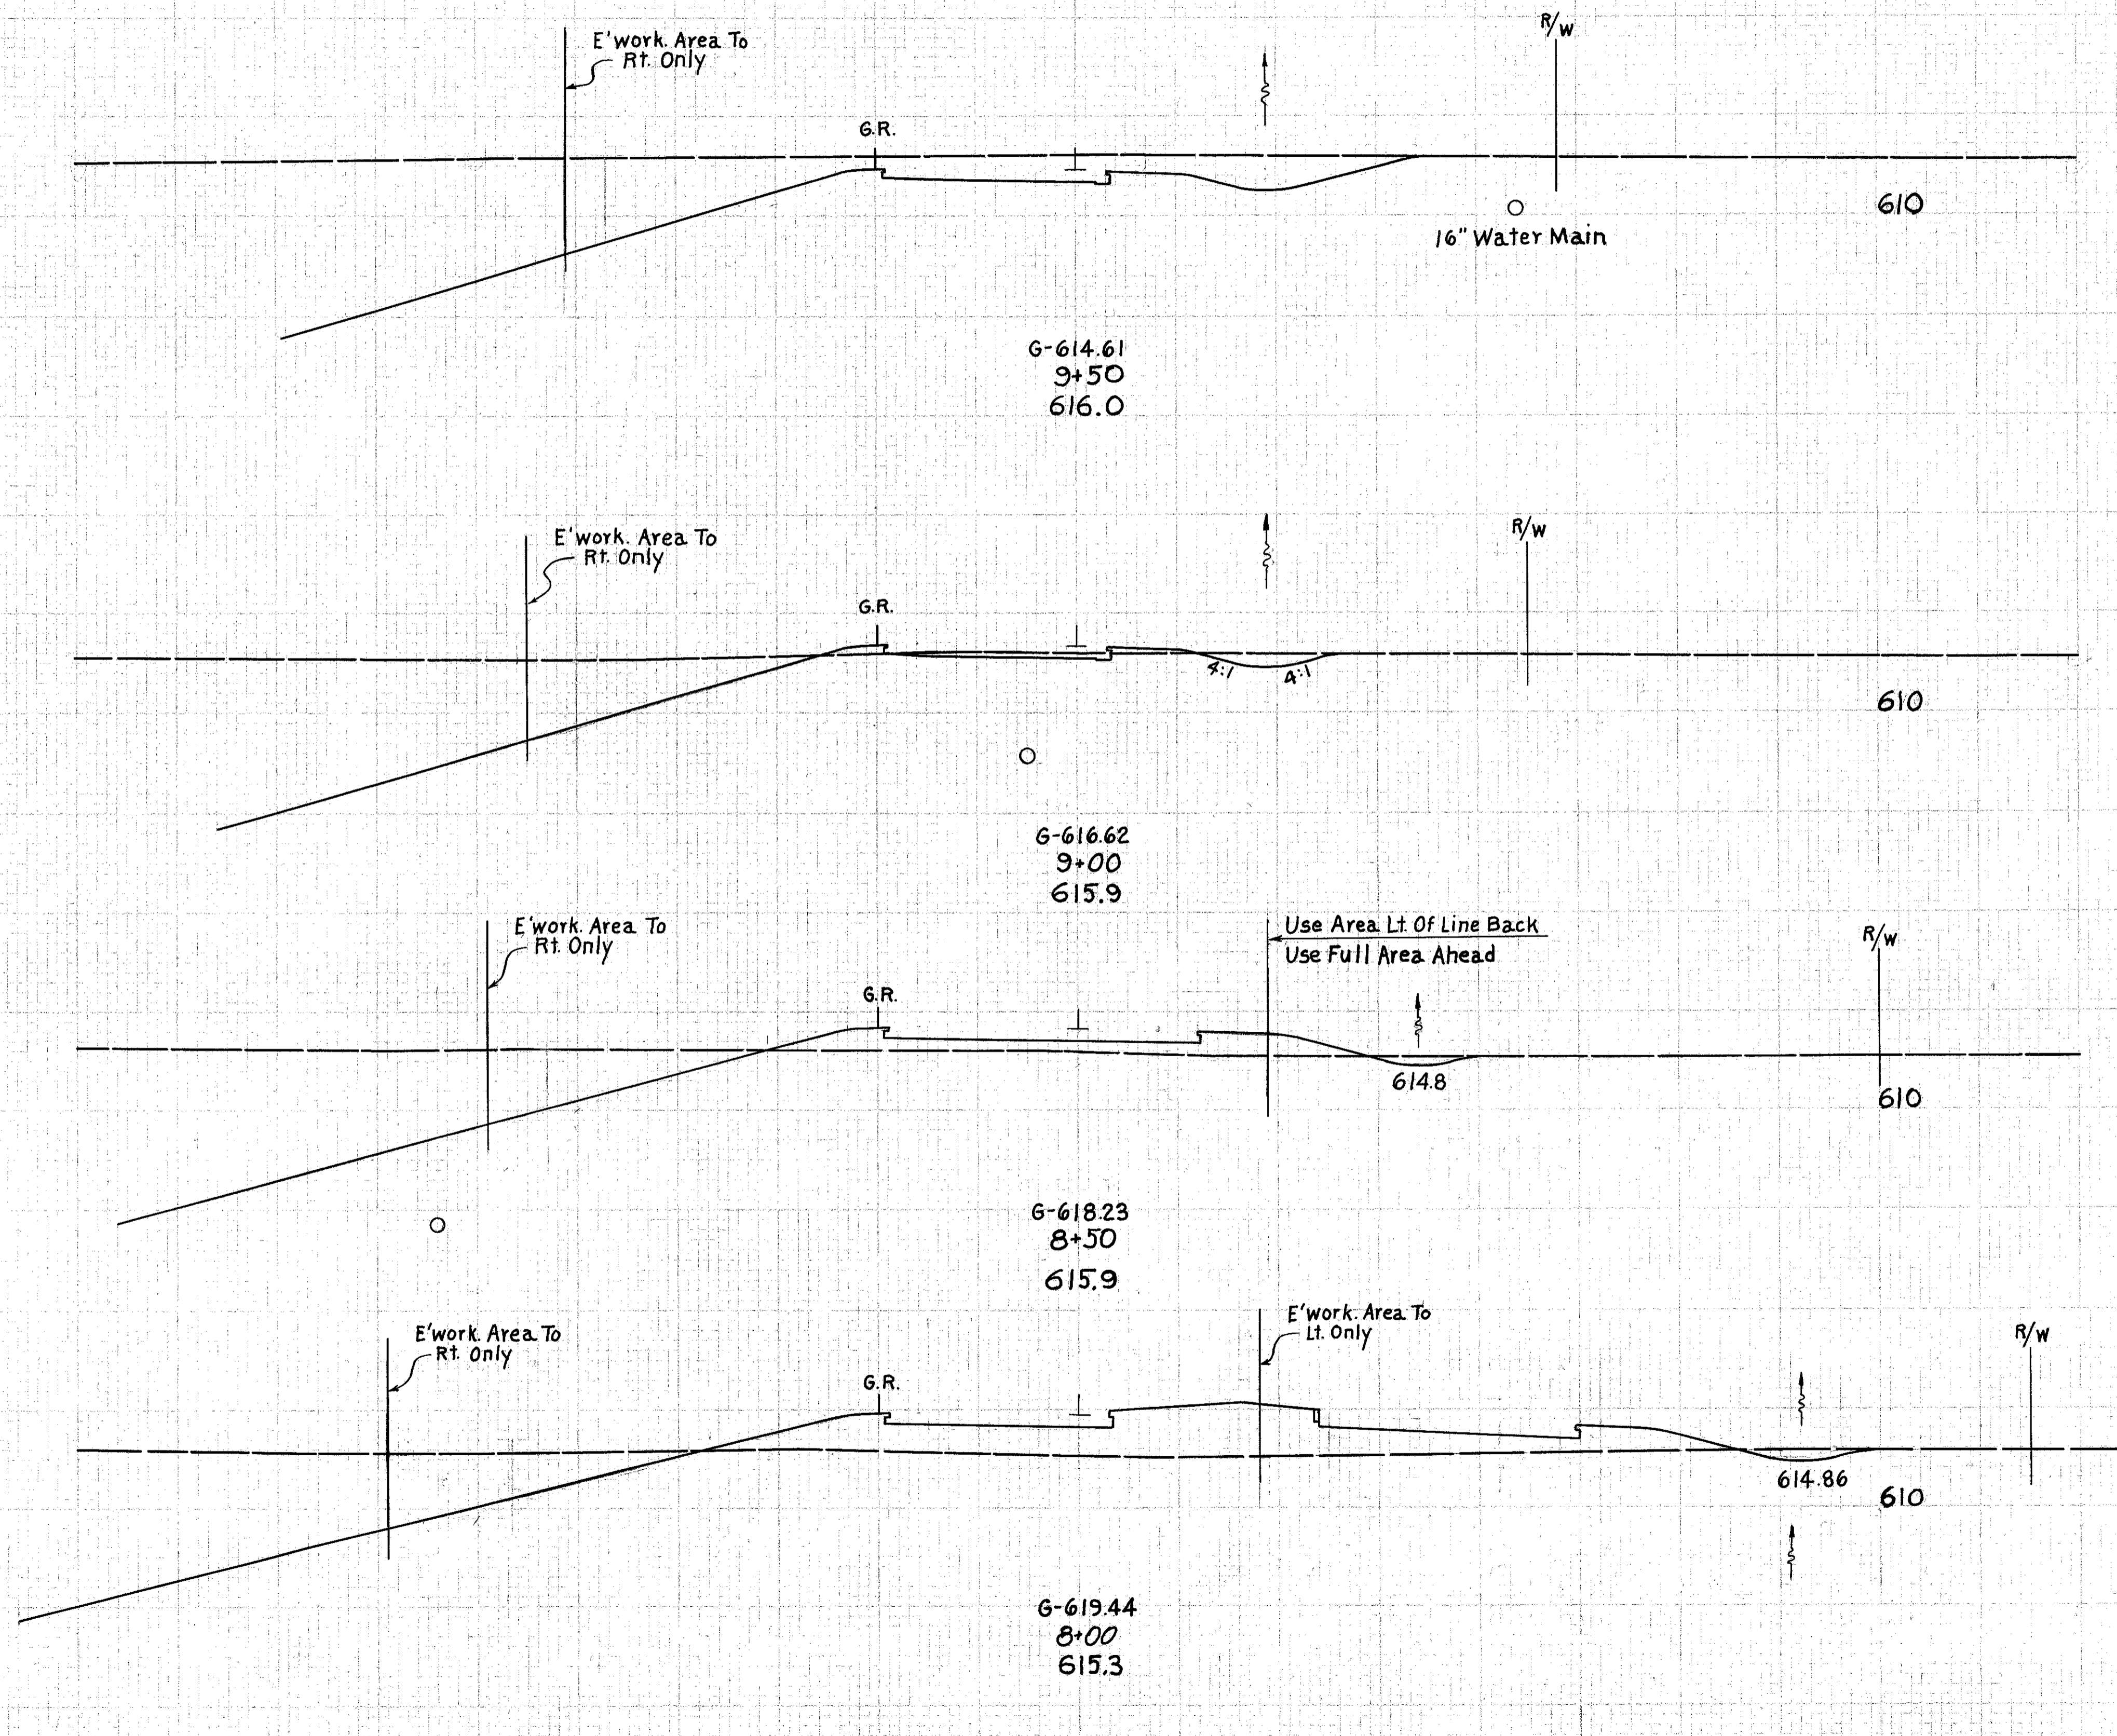 E'work. Area To
Rt. Only
R/W
G.R.
610
16" Water Main
G-614.61
9+50
616.0
E'work. Area To
Rt. Only
R/W
G.R.
4:1
4:1
610
G-616.62
9+00
615.9
E'work. Area To
Rt. Only
Use Area Lt. Of Line Back
Use Full Area Ahead
R/W
G.R.
614.8
610
G-618.23
8+50
615.9
E'work. Area To
Rt. Only
E'work. Area To
Lt. Only
R/W
G.R.
614.86
610
G-619.44
8+00
615.3